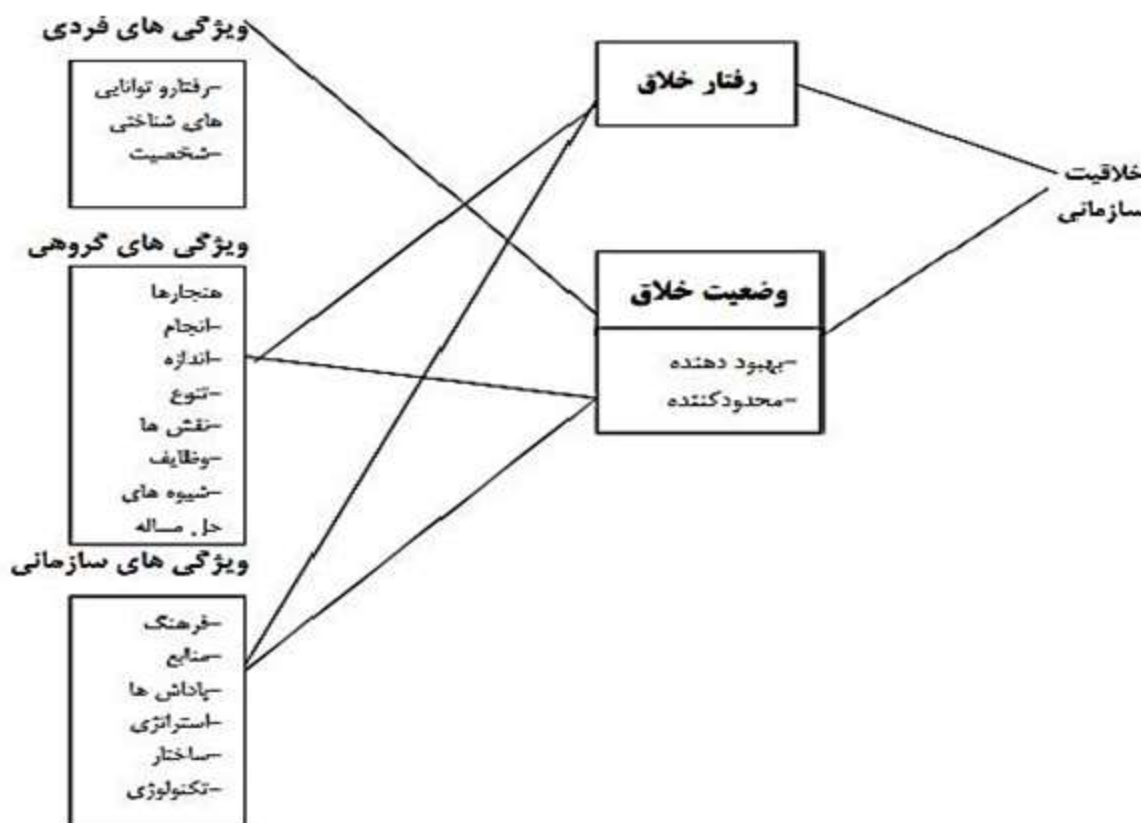 ویژگی های فردی
-رفتارو توانایی
های شناختی
-شخصیت
ویژگی های گروهی
هنجارها
-انجام
-اندازه
-تنوع
-نقش ها
-وظایف
-شیوه های
حل مساله
ویژگی های سازمانی
-فرهنگ
-منابع
-پاداش ها
-استراتژی
-ساختار
-تکنولوژی
رفتار خلاق
وضعیت خلاق
-بهبود دهنده
-محدودکننده
خلاقیت
سازمانی